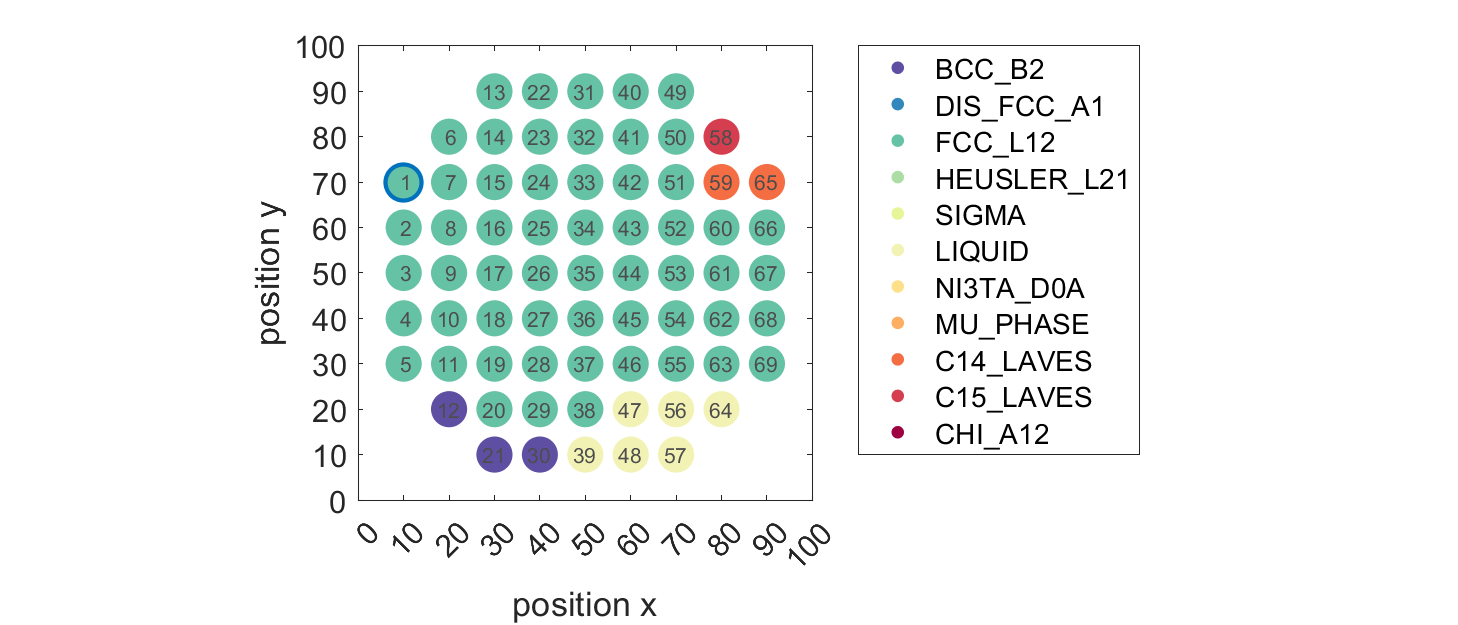 100
90
80
70
60
50
40
30
20
10
0
position y
13 22 31 40 49
6 14 23 32 41 50 58
1 7 15 24 33 42 51 59 65
2 8 16 25 34 43 52 60 66
3 9 17 26 35 44 53 61 67
4 10 18 27 36 45 54 62 68
5 11 19 28 37 46 55 63 69
12 20 29 38 47 56 64
21 30 39 48 57
0 10 20 30 40 50 60 70 80 90 100
position x
BCC_B2
DIS_FCC_A1
FCC_L12
HEUSLER_L21
SIGMA
LIQUID
NI3TA_D0A
MU_PHASE
C14_LAVES
C15_LAVES
CHI_A12